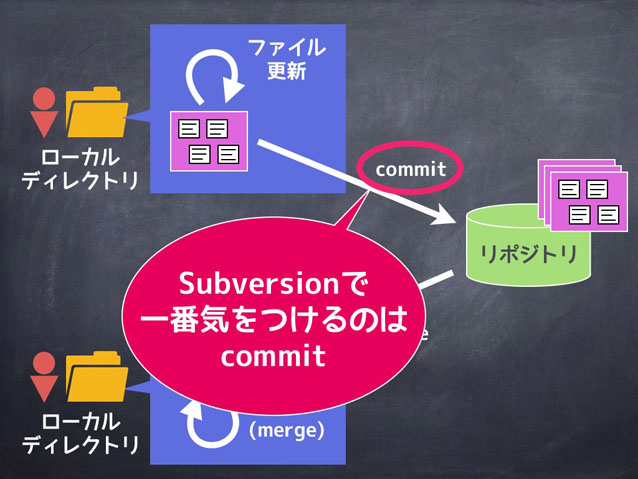 ファイル
更新
ローカル
ディレクトリ
commit
リポジトリ
Subversionで
一番気をつけるのは
commit
ローカル
ディレクトリ
(merge)